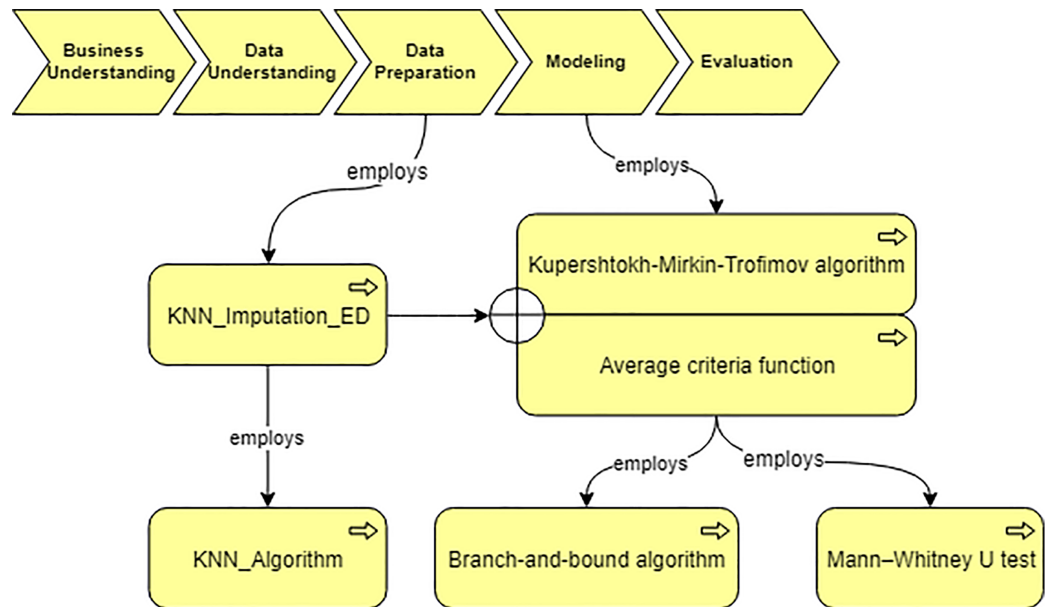 Business
Understanding
Data
Understanding
Data
Preparation
Modeling
Evaluation
employs
employs
Kupershtokh-Mirkin-Trofimov algorithm
KNN_Imputation_ED
Average criteria function
employs
employs
employs
KNN_Algorithm
Branch-and-bound algorithm
Mann–Whitney U test